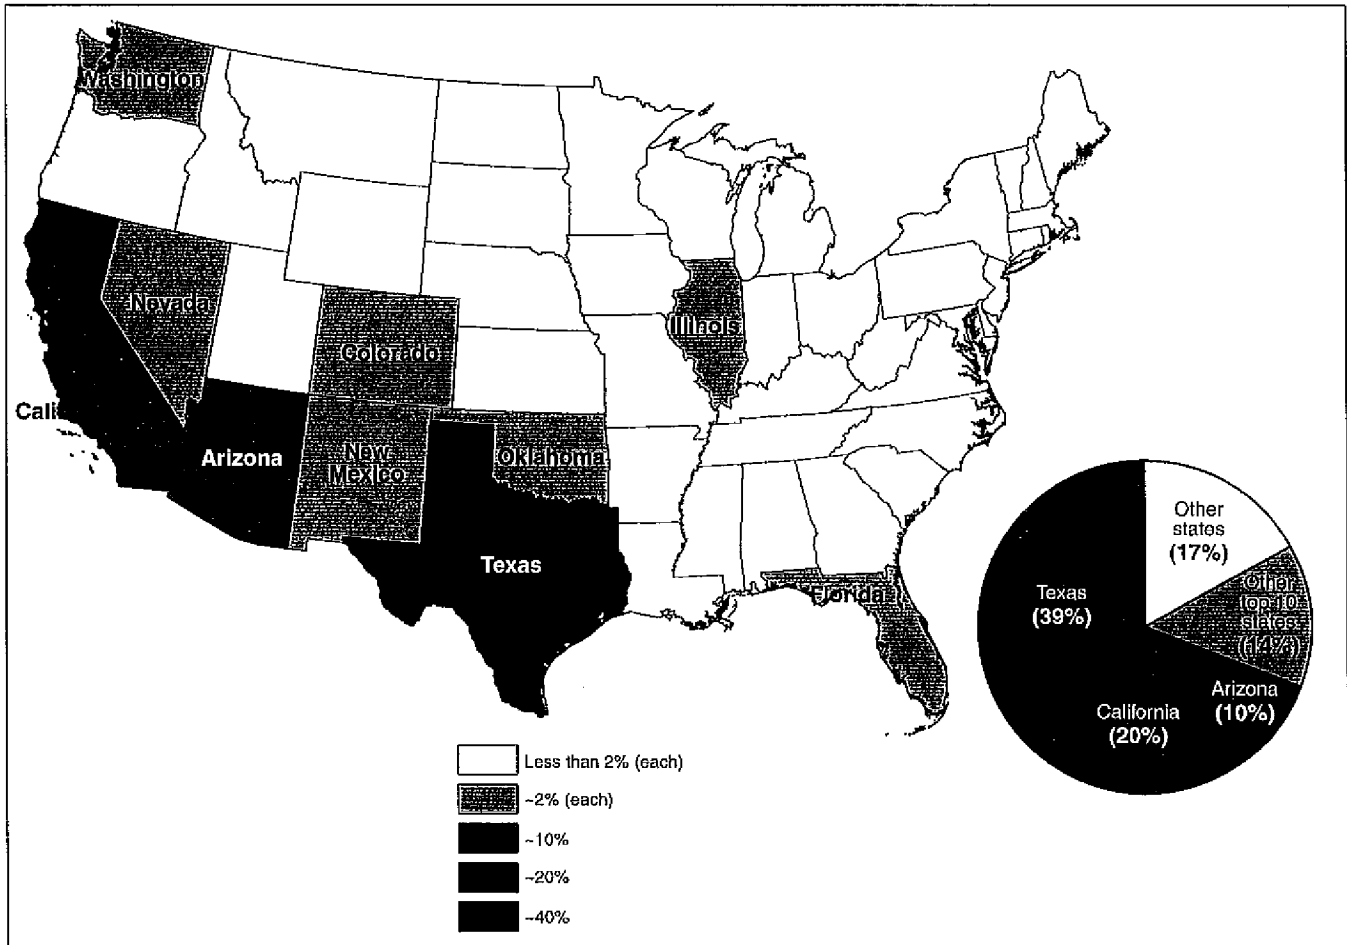 Washington
Nevada
Colorado
Illinois
Cali
Arizona
New
Mexico
Oklahoma
Texas
Florida
Other
states
(17%)
Other
top 10
states
(14%)
Texas
(39%)
Arizona
(10%)
California
(20%)
Less than 2% (each)
~2% (each)
~10%
~20%
~40%